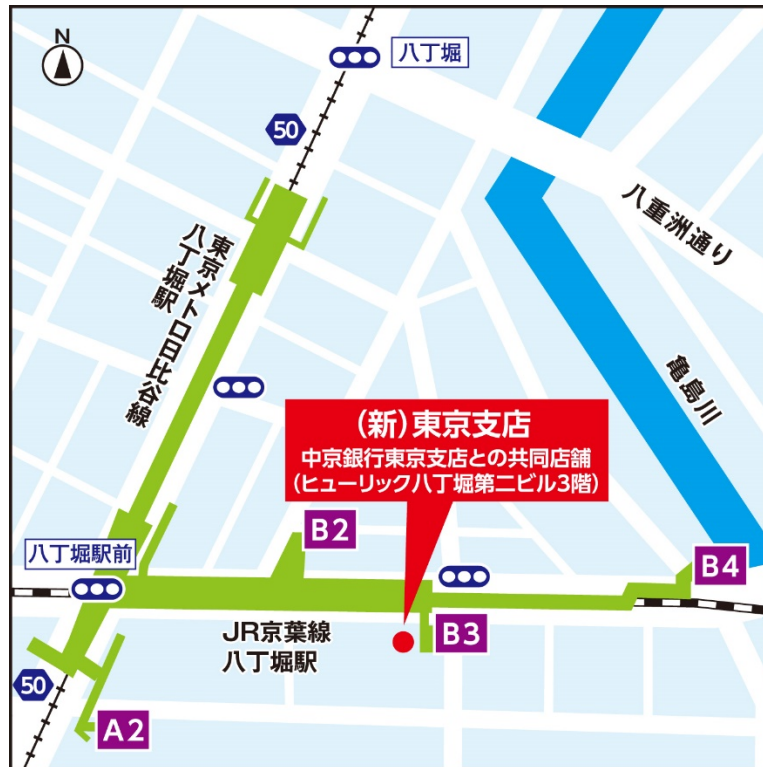 N
八丁堀
50
八重洲通り
東京メトロ日比谷線
八丁堀駅
亀島川
(新)東京支店
中京銀行東京支店との共同店舗
(ヒューリック八丁堀第二ビル3階)
B2
八丁堀駅前
B4
JR京葉線
八丁堀駅
B3
50
A2